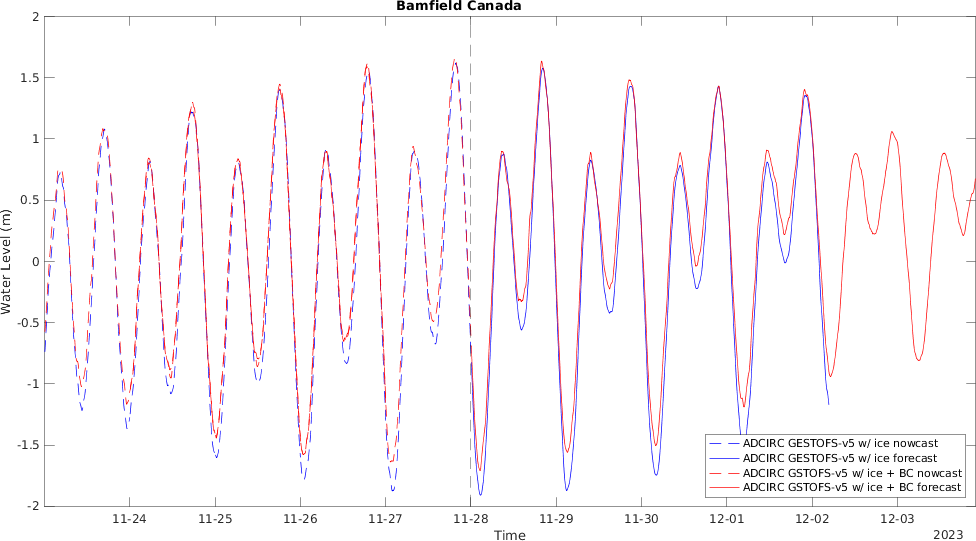 Bamfield Canada
2
1.5
1
0.5
0
-0.5
-1
-1.5
-2
Water Level (m)
ADCIRC GESTOFS-v5 w/ ice nowcast
ADCIRC GESTOFS-v5 w/ ice forecast
ADCIRC GSTOFS-v5 w/ ice + BC nowcast
ADCIRC GSTOFS-v5 w/ ice + BC forecast
11-24 11-25 11-26 11-27 11-28 11-29 11-30 12-01 12-02 12-03
Time
2023